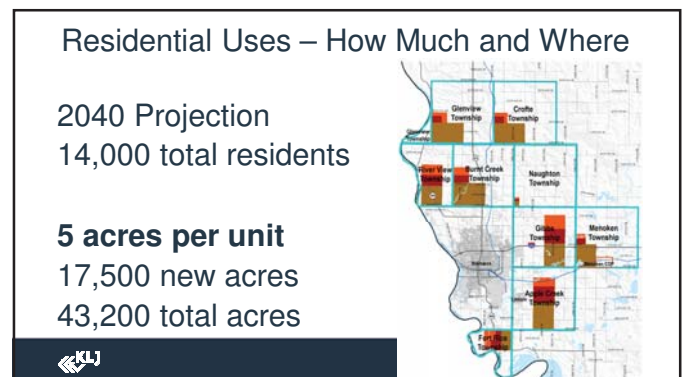 Residential Uses – How Much and Where
2040 Projection
14,000 total residents
5 acres per unit
17,500 new acres
43,200 total acres
Glenview
Township
Crofte
Township
River View
Township
Burnt Creek
Township
Naughton
Township
Gibbs
Township
Menoken
Township
Apple Creek
Township
Fort Rice
Township
KLJ